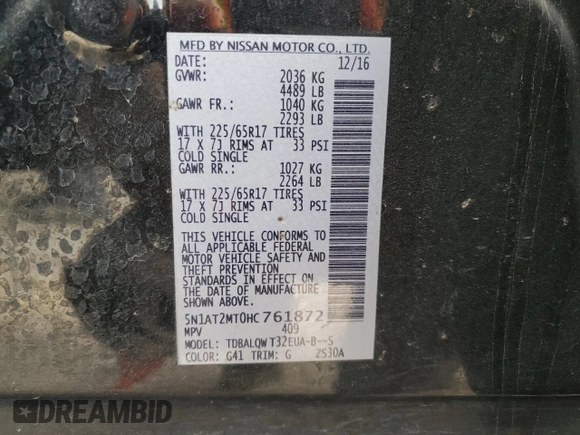 MFD BY NISSAN MOTOR CO., LTD.
DATE: 12/16
GVWR: 2036 KG
4489 LB
GAWR FR.: 1040 KG
2293 LB
WITH 225/65R17 TIRES
17 X 7J RIMS AT 33 PSI
COLD SINGLE
GAWR RR.: 1027 KG
2264 LB
WITH 225/65R17 TIRES
17 X 7J RIMS AT 33 PSI
COLD SINGLE
THIS VEHICLE CONFORMS TO
ALL APPLICABLE FEDERAL
MOTOR VEHICLE SAFETY AND
THEFT PREVENTION
STANDARDS IN EFFECT ON
THE DATE OF MANUFACTURE
SHOWN ABOVE.
5N1AT2MT0HC761872
MPV 409
MODEL: TDBALQWT32EUA-B--S
COLOR: G41 TRIM: G 2S30A
DREAMBID